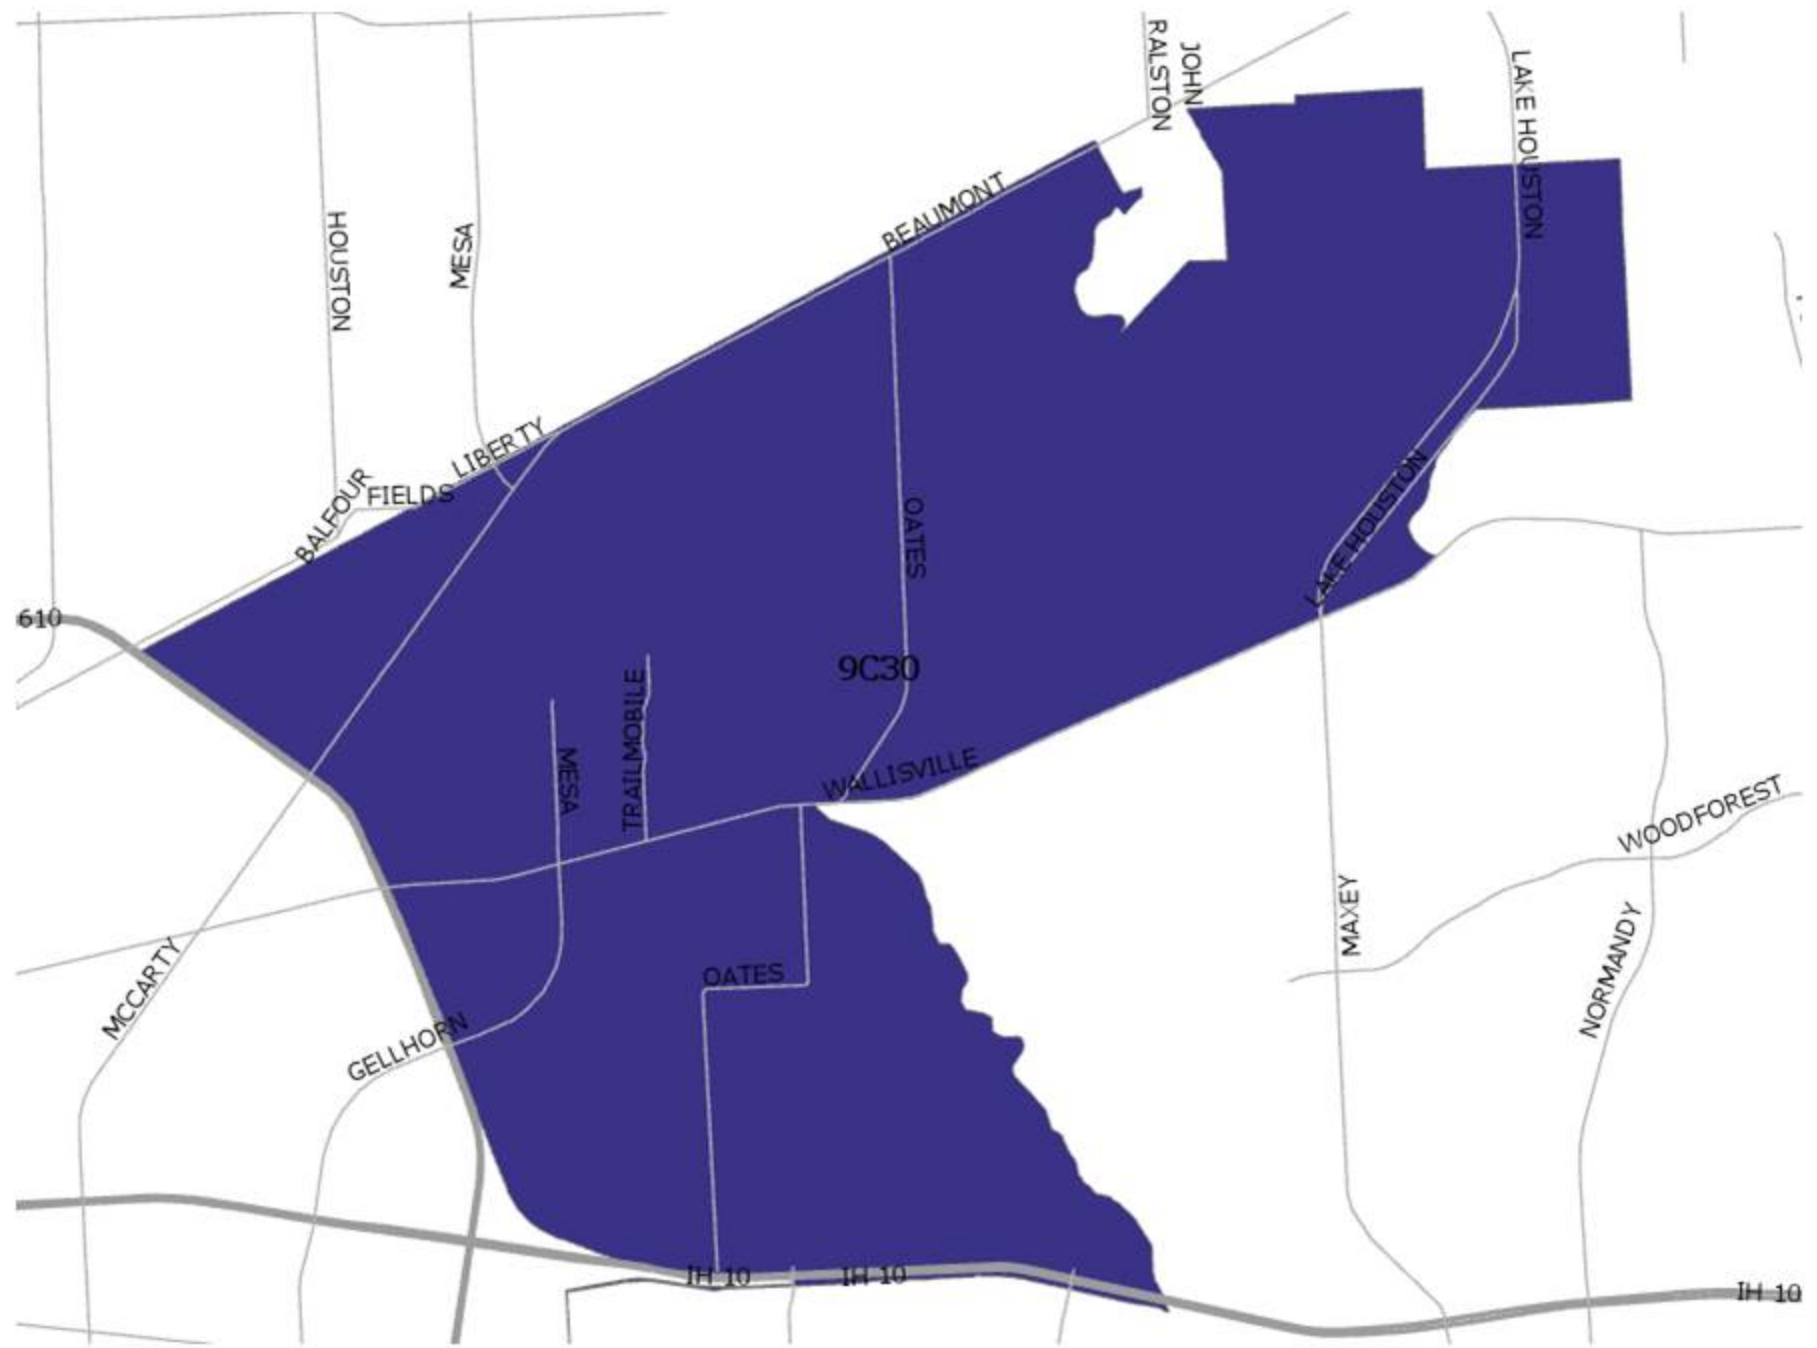 JOHN
RALSTON
LAKE HOUSTON
BEAUMONT
HOUSTON
MESA
LIBERTY
BALFOUR
FIELDS
OATES
LAKE HOUSTON
610
9C30
TRAILMOBILE
MESA
WALLISVILLE
WOODFOREST
MAXEY
NORMANDY
MCCARTY
OATES
GELLHORN
IH 10
IH 10
IH 10